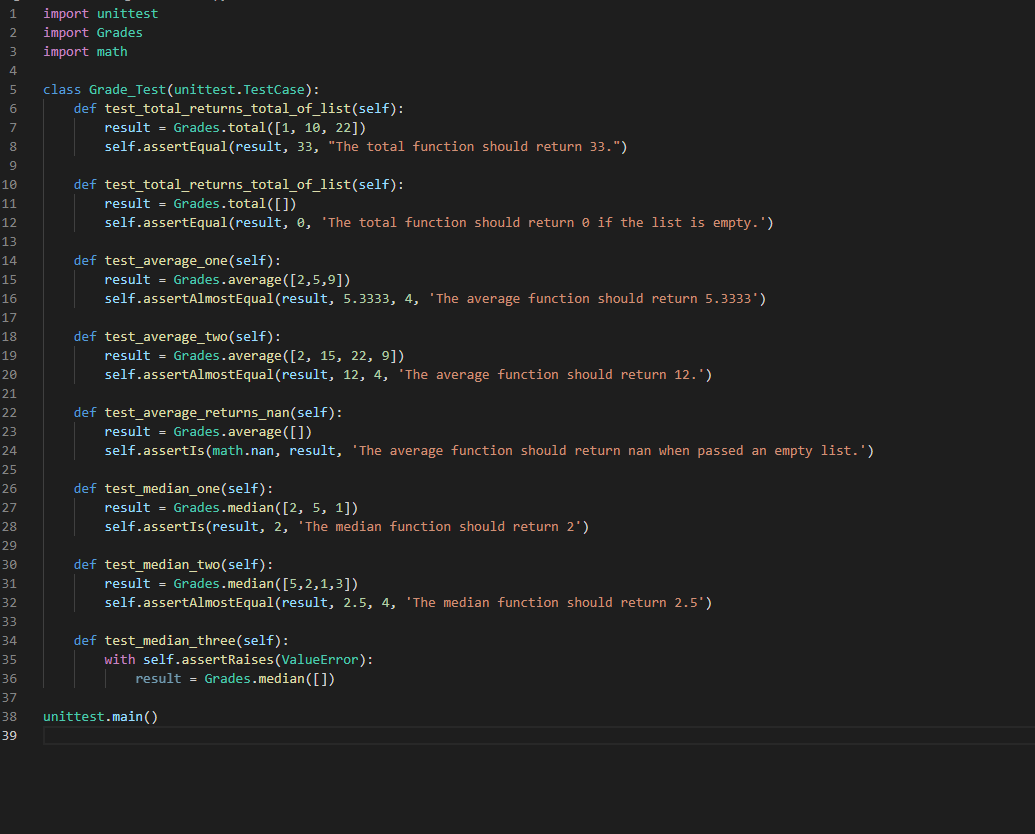 1 import unittest
2 import Grades
3 import math
4
5 class Grade_Test(unittest.TestCase):
6     def test_total_returns_total_of_list(self):
7         result = Grades.total([1, 10, 22])
8         self.assertEqual(result, 33, "The total function should return 33.")
9
10     def test_total_returns_total_of_list(self):
11         result = Grades.total([])
12         self.assertEqual(result, 0, 'The total function should return 0 if the list is empty.')
13
14     def test_average_one(self):
15         result = Grades.average([2,5,9])
16         self.assertAlmostEqual(result, 5.3333, 4, 'The average function should return 5.3333')
17
18     def test_average_two(self):
19         result = Grades.average([2, 15, 22, 9])
20         self.assertAlmostEqual(result, 12, 4, 'The average function should return 12.')
21
22     def test_average_returns_nan(self):
23         result = Grades.average([])
24         self.assertIs(math.nan, result, 'The average function should return nan when passed an empty list.')
25
26     def test_median_one(self):
27         result = Grades.median([2, 5, 1])
28         self.assertIs(result, 2, 'The median function should return 2')
29
30     def test_median_two(self):
31         result = Grades.median([5,2,1,3])
32         self.assertAlmostEqual(result, 2.5, 4, 'The median function should return 2.5')
33
34     def test_median_three(self):
35         with self.assertRaises(ValueError):
36             result = Grades.median([])
37
38 unittest.main()
39